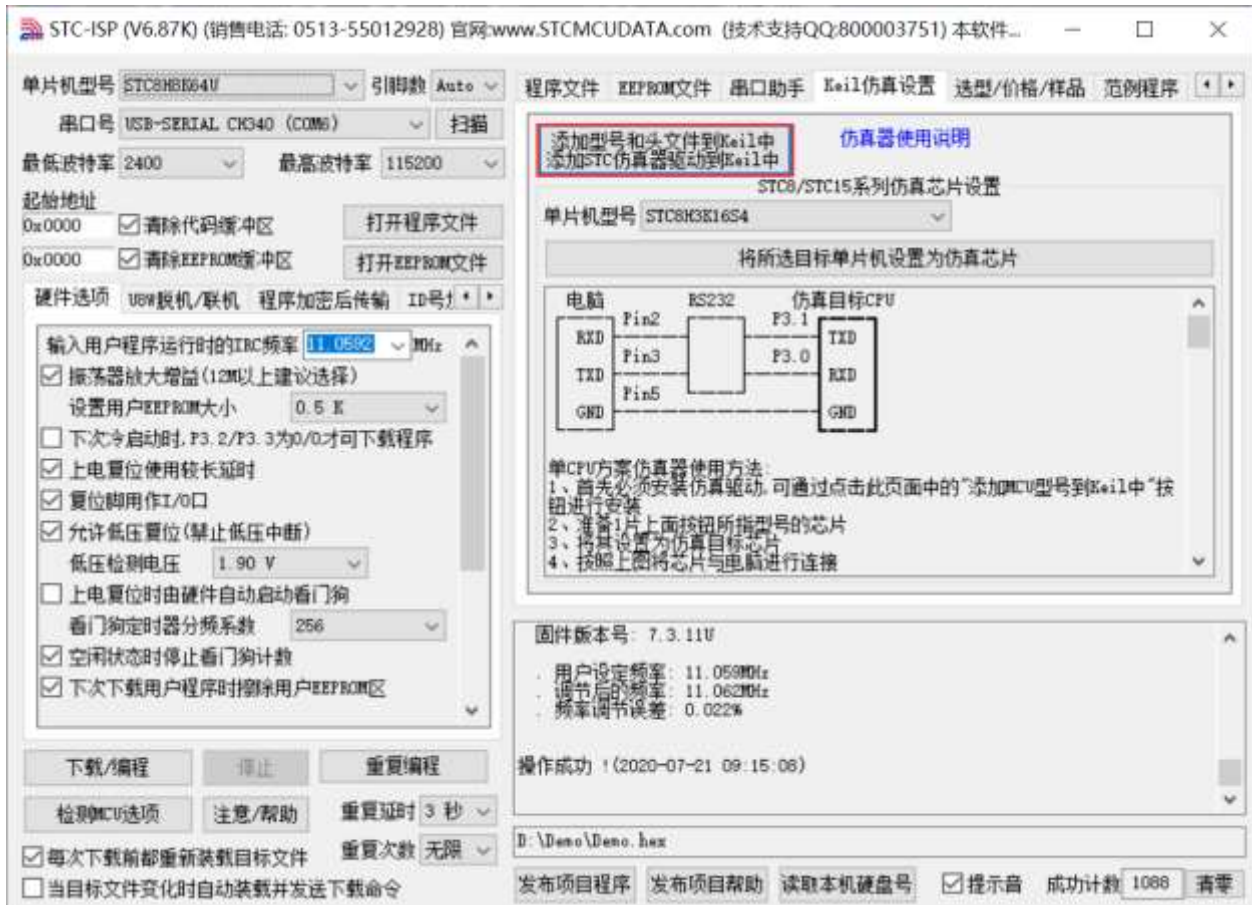 STC-ISP (V6.87K) (销售电话: 0513-55012928) 官网:www.STCMCUDATA.com (技术支持QQ:800003751) 本软件...
单片机型号 STC8H8K64U 引脚数 Auto
串口号 USB-SERIAL CH340 (COM6) 扫描
最低波特率 2400 最高波特率 115200
起始地址
0x0000 清除代码缓冲区 打开程序文件
0x0000 清除EEPROM缓冲区 打开EEPROM文件
硬件选项 U8W脱机/联机 程序加密后传输 ID号
输入用户程序运行时的IRC频率 11.0592 MHz
振荡器放大增益(12M以上建议选择)
设置用户EEPROM大小 0.5 K
下次冷启动时,P3.2/P3.3为0/0才可下载程序
上电复位使用较长延时
复位脚用作I/O口
允许低压复位(禁止低压中断)
低压检测电压 1.90 V
上电复位时由硬件自动启动看门狗
看门狗定时器分频系数 256
空闲状态时停止看门狗计数
下次下载用户程序时擦除用户EEPROM区
下载/编程 停止 重复编程
检测MCU选项 注意/帮助 重复延时 3 秒
每次下载前都重新装载目标文件 重复次数 无限
当目标文件变化时自动装载并发送下载命令
程序文件 EEPROM文件 串口助手 Keil仿真设置 选型/价格/样品 范例程序
添加型号和头文件到Keil中
添加STC仿真器驱动到Keil中
仿真器使用说明
STC8/STC15系列仿真芯片设置
单片机型号 STC8H3K16S4
将所选目标单片机设置为仿真芯片
电脑 RS232 仿真目标CPU
RXD Pin2 P3.1 TXD
TXD Pin3 P3.0 RXD
GND Pin5 GND
单CPU方案仿真器使用方法:
1、首先必须安装仿真驱动,可通过点击此页面中的"添加MCU型号到Keil中"按
钮进行安装
2、准备1片上面按钮所指型号的芯片
3、将其设置为仿真目标芯片
4、按照上图将芯片与电脑进行连接
固件版本号: 7.3.11U
. 用户设定频率: 11.059MHz
. 调节后的频率: 11.062MHz
. 频率调节误差: 0.022%
操作成功 !(2020-07-21 09:15:08)
D:\Demo\Demo.hex
发布项目程序 发布项目帮助 读取本机硬盘号 提示音 成功计数 1088 清零